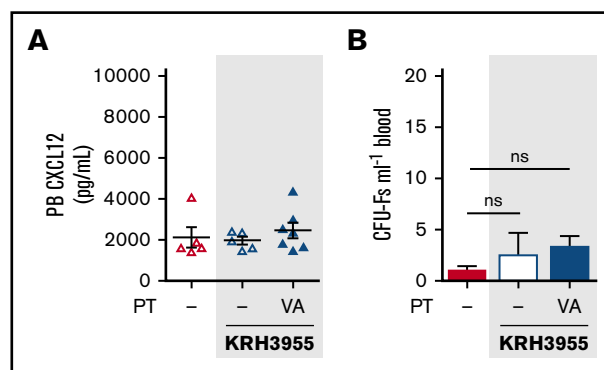 A
PB CXCL12
(pg/mL)
10000
8000
6000
4000
2000
0
PT – – VA
KRH3955
B
CFU-Fs ml⁻¹ blood
20
15
10
5
0
ns
ns
PT – – VA
KRH3955